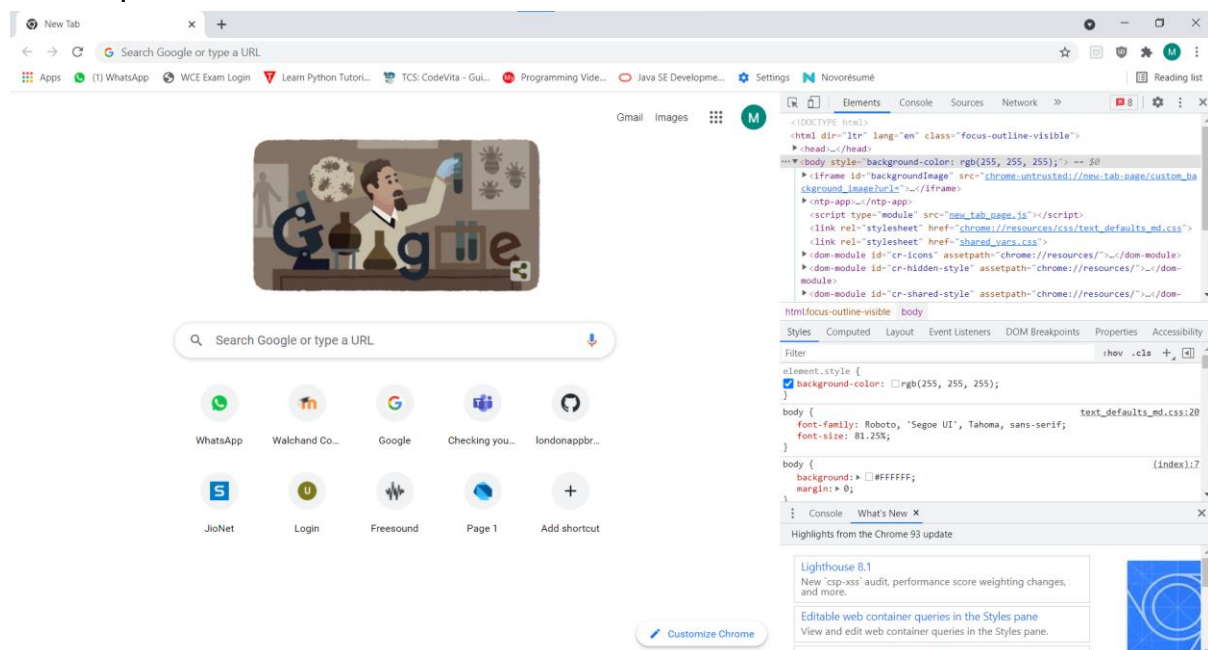 New Tab
Search Google or type a URL
M
Apps (1) WhatsApp WCE Exam Login Learn Python Tutori... TCS: CodeVita - Gui... Programming Vide... Java SE Developme... Settings Novorésumé Reading list
Gmail Images M
Google
Search Google or type a URL
WhatsApp Walchand Co... Google Checking you... londonappbr...
JioNet Login Freesound Page 1 Add shortcut
Customize Chrome
Elements Console Sources Network » 8
<!DOCTYPE html>
<html dir="ltr" lang="en" class="focus-outline-visible">
<head>…</head>
<body style="background-color: rgb(255, 255, 255);"> == $0
<iframe id="backgroundImage" src="chrome-untrusted://new-tab-page/custom_ba
ckground_image?url=">…</iframe>
<ntp-app>…</ntp-app>
<script type="module" src="new_tab_page.js"></script>
<link rel="stylesheet" href="chrome://resources/css/text_defaults_md.css">
<link rel="stylesheet" href="shared_vars.css">
<dom-module id="cr-icons" assetpath="chrome://resources/">…</dom-module>
<dom-module id="cr-hidden-style" assetpath="chrome://resources/">…</dom-
module>
<dom-module id="cr-shared-style" assetpath="chrome://resources/">…</dom-
html.focus-outline-visible body
Styles Computed Layout Event Listeners DOM Breakpoints Properties Accessibility
Filter :hov .cls +
element.style {
background-color: rgb(255, 255, 255);
}
body { text_defaults_md.css:20
font-family: Roboto, 'Segoe UI', Tahoma, sans-serif;
font-size: 81.25%;
}
body { (index):7
background: #FFFFFF;
margin: 0;
}
Console What's New
Highlights from the Chrome 93 update
Lighthouse 8.1
New `csp-xss` audit, performance score weighting changes,
and more.
Editable web container queries in the Styles pane
View and edit web container queries in the Styles pane.